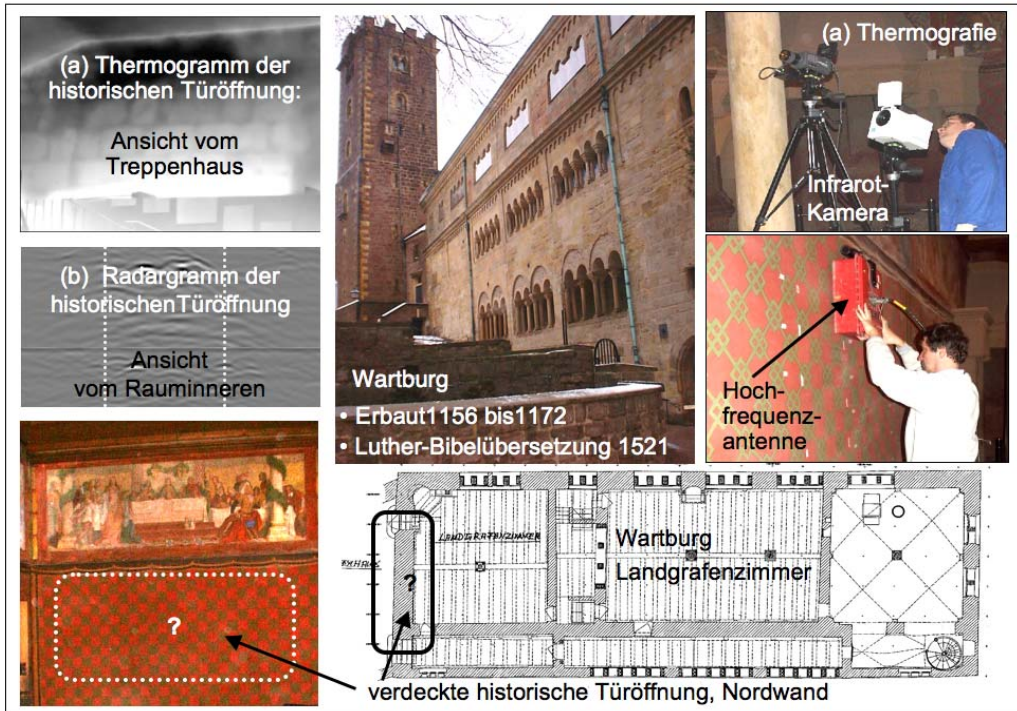 (a) Thermogramm der
historischen Türöffnung:
Ansicht vom
Treppenhaus
(b) Radargramm der
historischenTüröffnung
Ansicht
vom Rauminneren
?
Wartburg
• Erbaut1156 bis1172
• Luther-Bibelübersetzung 1521
(a) Thermografie
Infrarot-
Kamera
Hoch-
frequenz-
antenne
LANDGRAFENZIMMER
?
Wartburg
Landgrafenzimmer
verdeckte historische Türöffnung, Nordwand